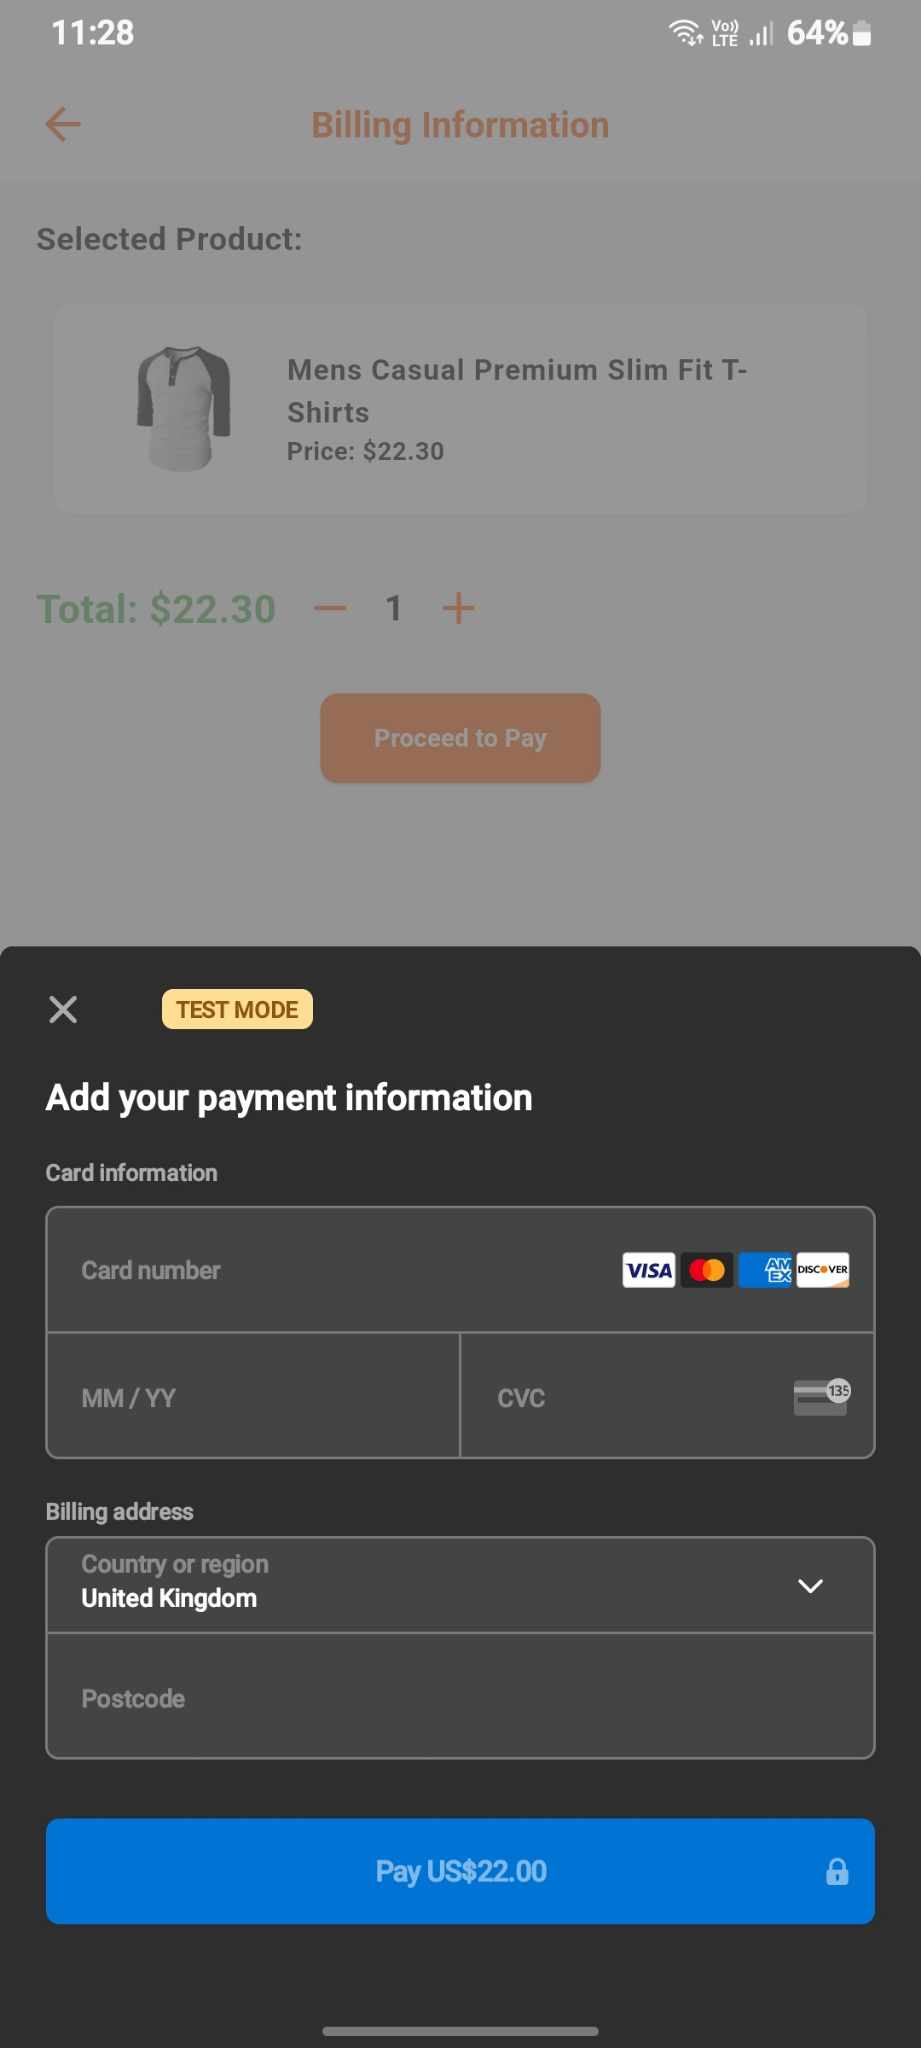 11:28
Vo)) LTE
64%
Billing Information
Selected Product:
Mens Casual Premium Slim Fit T-
Shirts
Price: $22.30
Total: $22.30
1
Proceed to Pay
TEST MODE
Add your payment information
Card information
Card number
VISA
AM EX
DISCOVER
MM / YY
CVC
135
Billing address
Country or region
United Kingdom
Postcode
Pay US$22.00